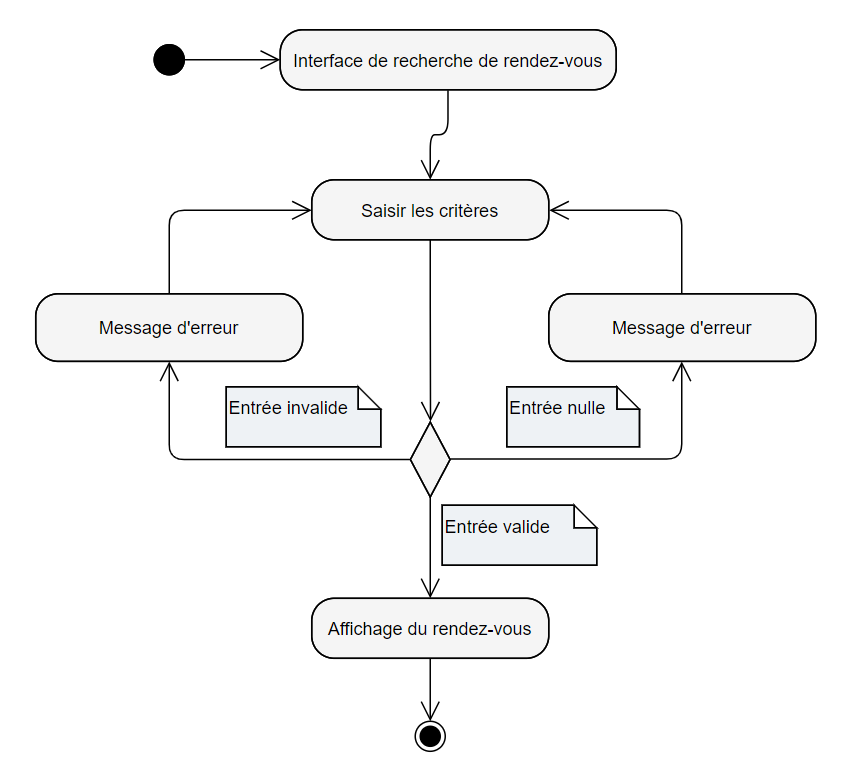 Interface de recherche de rendez-vous
Saisir les critères
Message d'erreur
Message d'erreur
Entrée invalide
Entrée nulle
Entrée valide
Affichage du rendez-vous